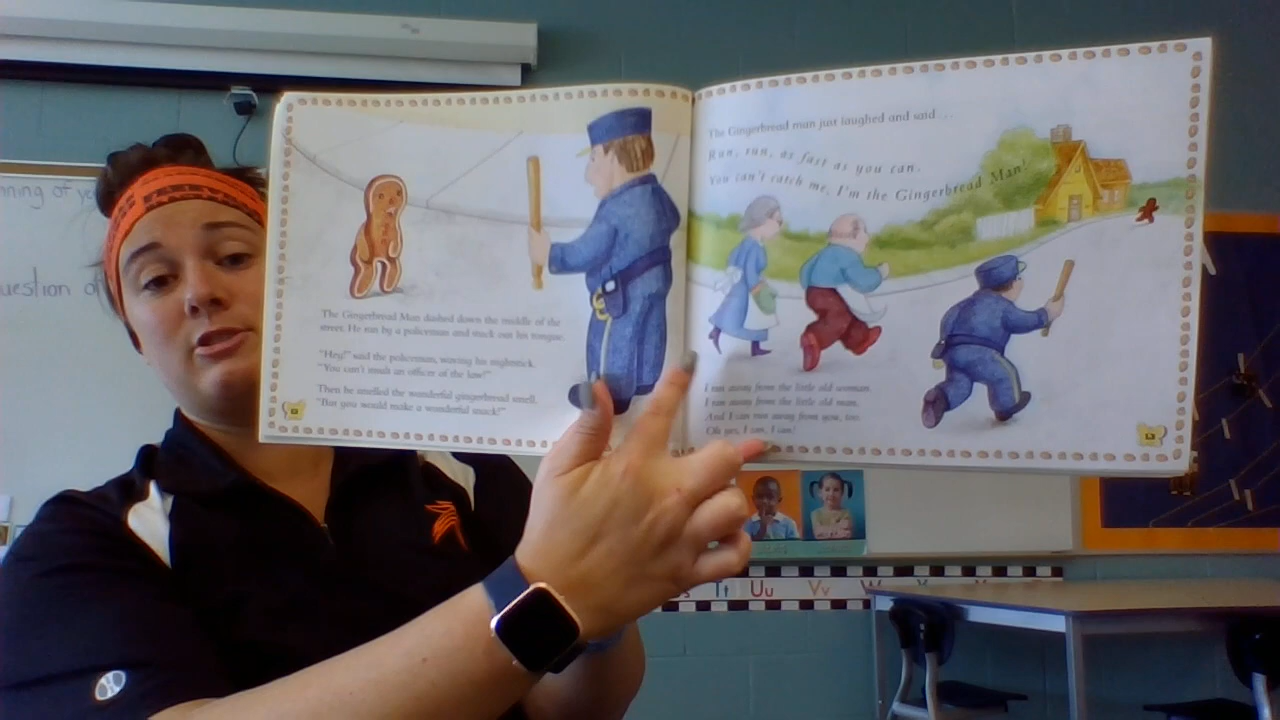 nning of ye
uestion of
The Gingerbread Man dashed down the middle of the
street. He ran by a policeman and stuck out his tongue.
"Hey!" said the policeman, waving his nightstick.
"You can't insult an officer of the law!"
Then he smelled the wonderful gingerbread smell.
"But you would make a wonderful snack!"
The Gingerbread man just laughed and said . . .
Run, run, as fast as you can.
You can't catch me, I'm the Gingerbread Man!
I ran away from the little old woman.
I ran away from the little old man.
And I can run away from you, too.
Oh yes, I can, I can!
13
Tt Uu Vv W